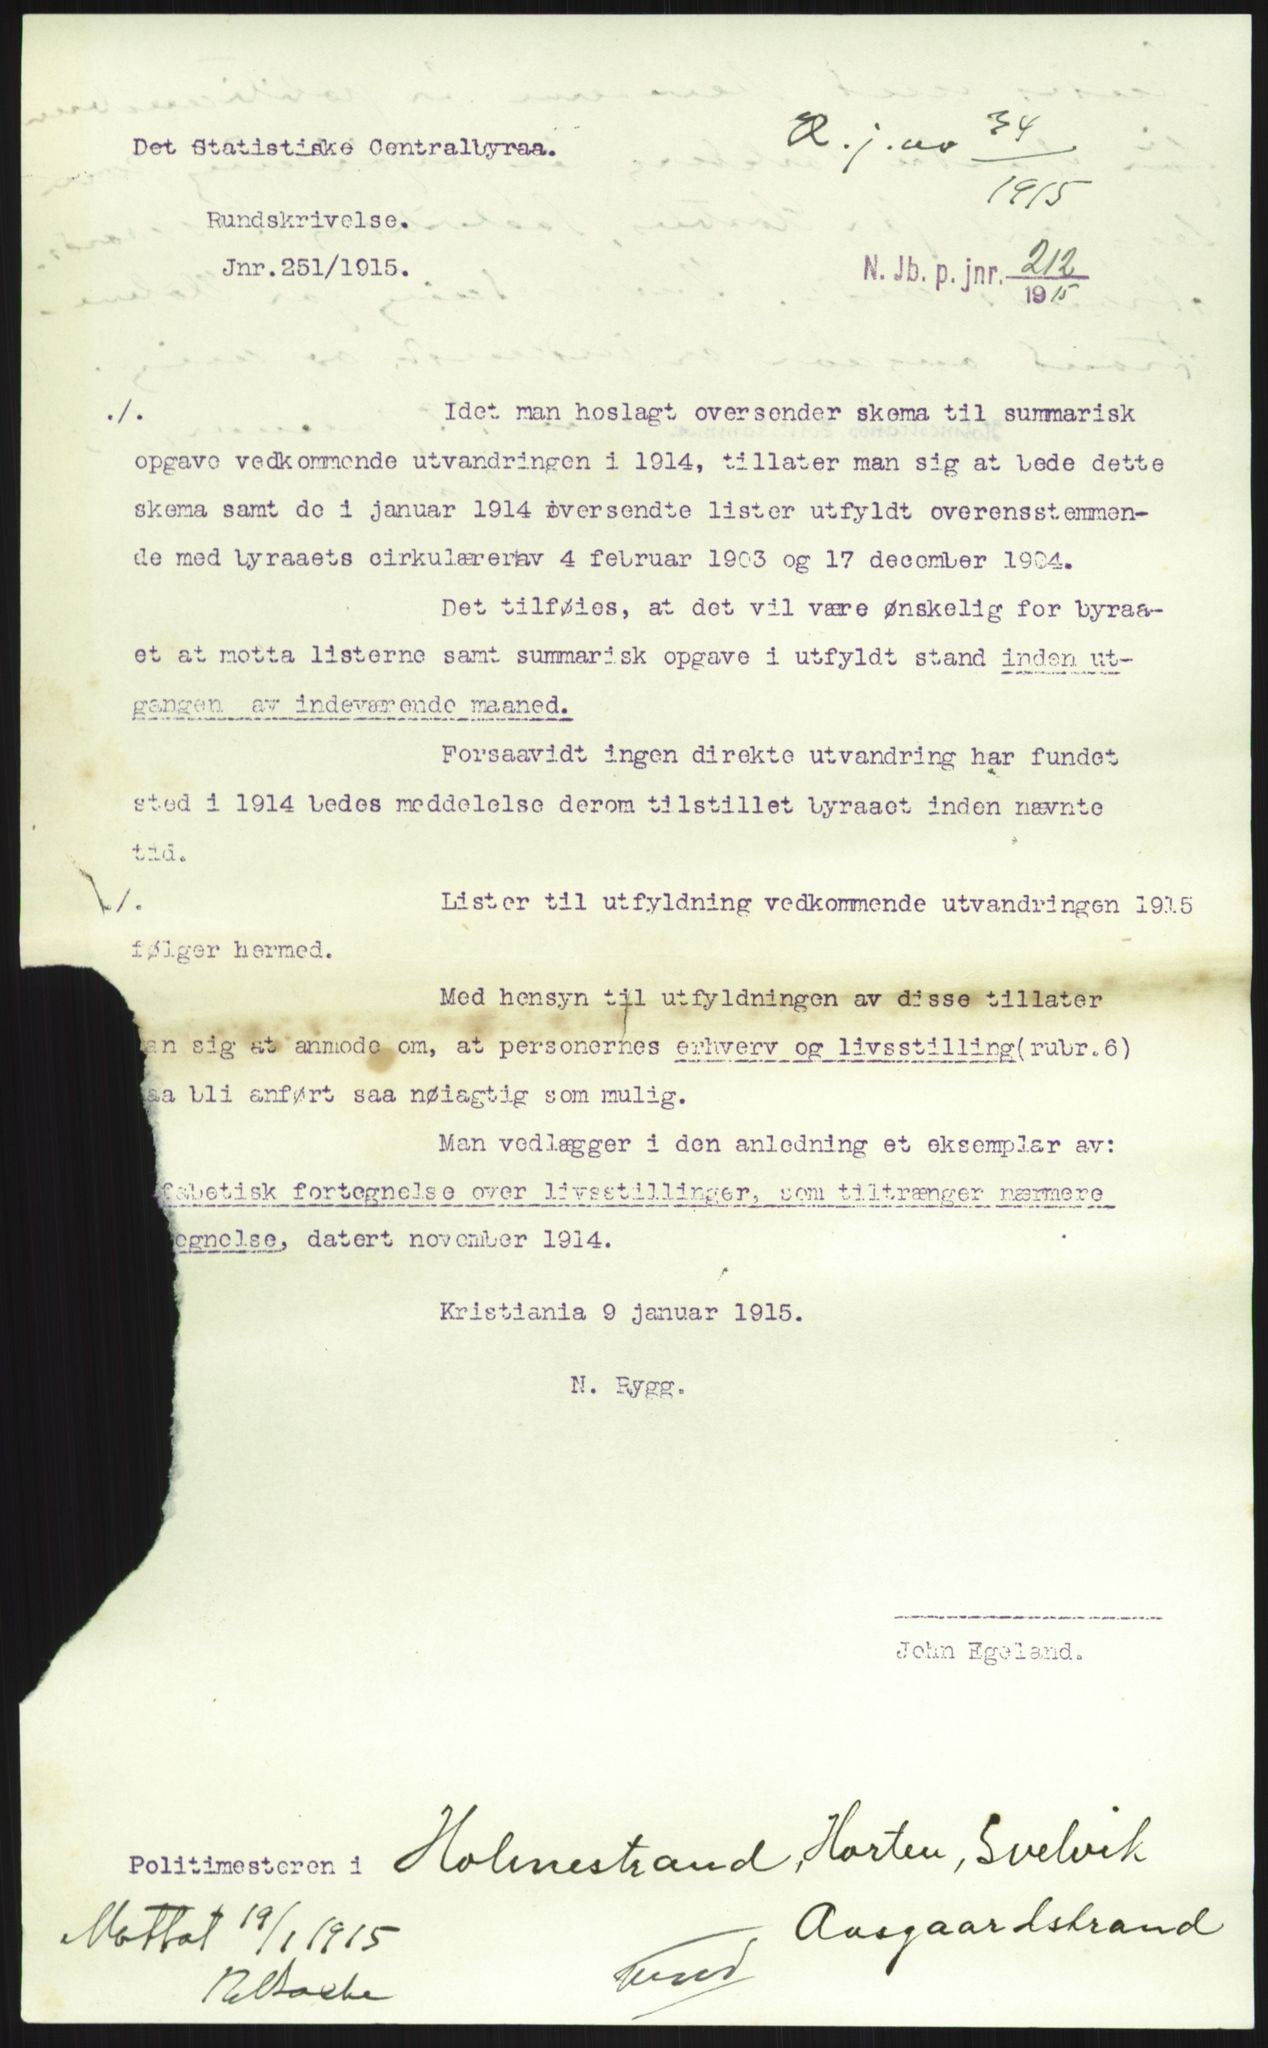 Det Statistiske Centralbyraa.
j. no 34
1915
Rundskrivelse.
Jnr.251/1915.
N. Jb. p. jnr. 212
1915
./. Idet man hoslagt oversender skema til summarisk
opgave vedkommende utvandringen i 1914, tillater man sig at bede dette
skema samt de i januar 1914 oversendte lister utfyldt overensstemmen-
de med byraaets cirkulærer av 4 februar 1903 og 17 december 1904.
Det tilføies, at det vil være ønskelig for byraa-
et at motta listerne samt summarisk opgave i utfyldt stand inden ut-
gangen av indeværende maaned.
Forsaavidt ingen direkte utvandring har fundet
sted i 1914 bedes meddelelse derom tilstillet byraaet inden nævnte
tid.
./. Lister til utfyldning vedkommende utvandringen 1915
følger hermed.
Med hensyn til utfyldningen av disse tillater
an sig at anmode om, at personernes erhverv og livsstilling(rubr.6)
aa bli anført saa nøiagtig som mulig.
Man vedlægger i den anledning et eksemplar av:
fabetisk fortegnelse over livsstillinger, som tiltrænger nærmere
egnelse, datert november 1914.
Kristiania 9 januar 1915.
N. Rygg.
John Egeland.
Politimesteren i Holmestrand, Horten, Svelvik
Aasgaardstrand
Mottat 19/1 1915